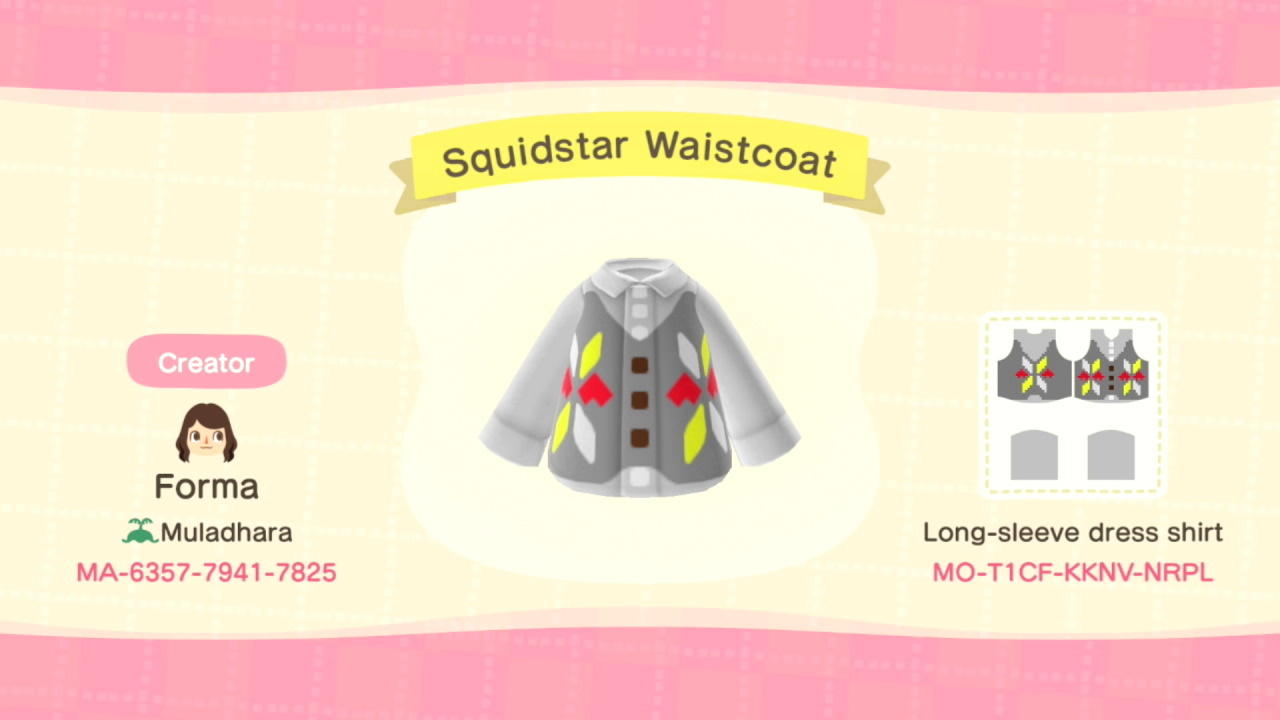 Squidstar Waistcoat
Creator
Forma
Muladhara
MA-6357-7941-7825
Long-sleeve dress shirt
MO-T1CF-KKNV-NRPL